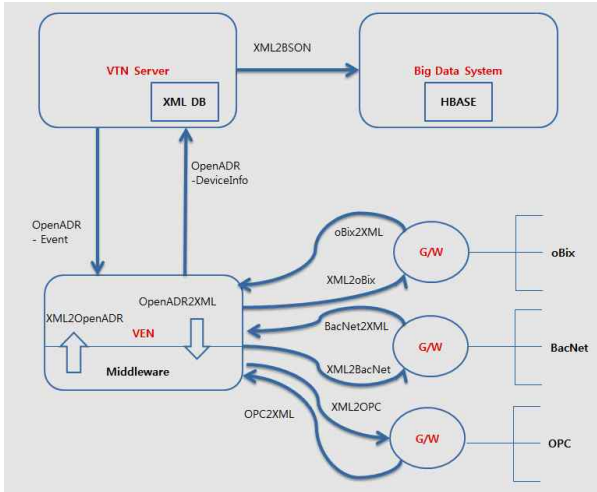 XML2BSON
VTN Server
Big Data System
XML DB
HBASE
OpenADR
-DeviceInfo
OpenADR
- Event
oBix2XML
G/W
oBix
XML2oBix
OpenADR2XML
XML2OpenADR
VEN
BacNet2XML
G/W
BacNet
XML2BacNet
Middleware
XML2OPC
OPC2XML
G/W
OPC